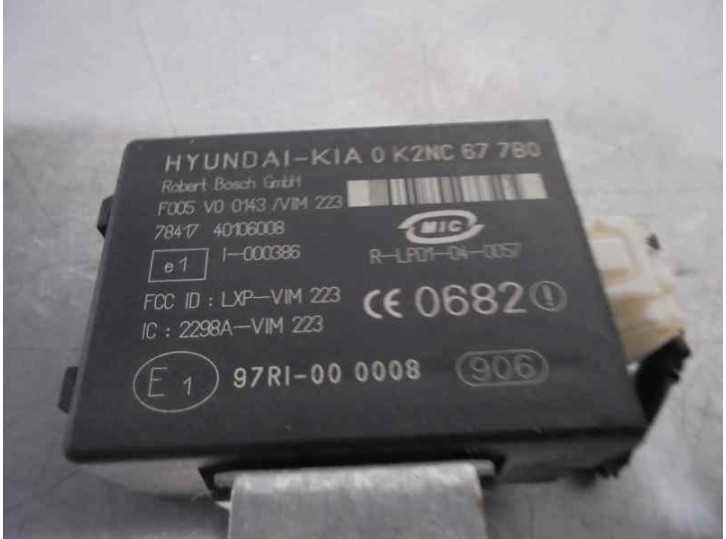 HYUNDAI-KIA 0 K2NC 67 7B0
Robert Bosch GmbH
F005 V0 0143 /VIM 223
78417 40106008
MIC
e1 I-000386
R-LPD1-04-0057
FCC ID : LXP-VIM 223
CE 0682
IC : 2298A-VIM 223
E1 97RI-00 0008 906